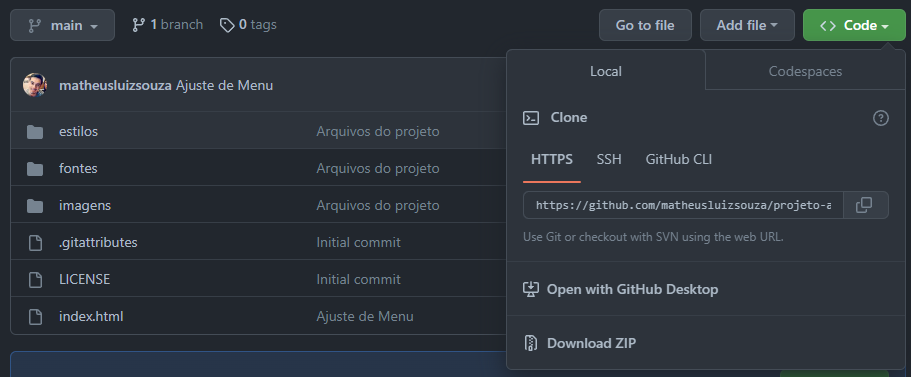 main
1 branch
0 tags
Go to file
Add file
Code
matheusluizsouza Ajuste de Menu
estilos Arquivos do projeto
fontes Arquivos do projeto
imagens Arquivos do projeto
.gitattributes Initial commit
LICENSE Initial commit
index.html Ajuste de Menu
Local
Codespaces
Clone
HTTPS SSH GitHub CLI
https://github.com/matheusluizsouza/projeto-a
Use Git or checkout with SVN using the web URL.
Open with GitHub Desktop
Download ZIP